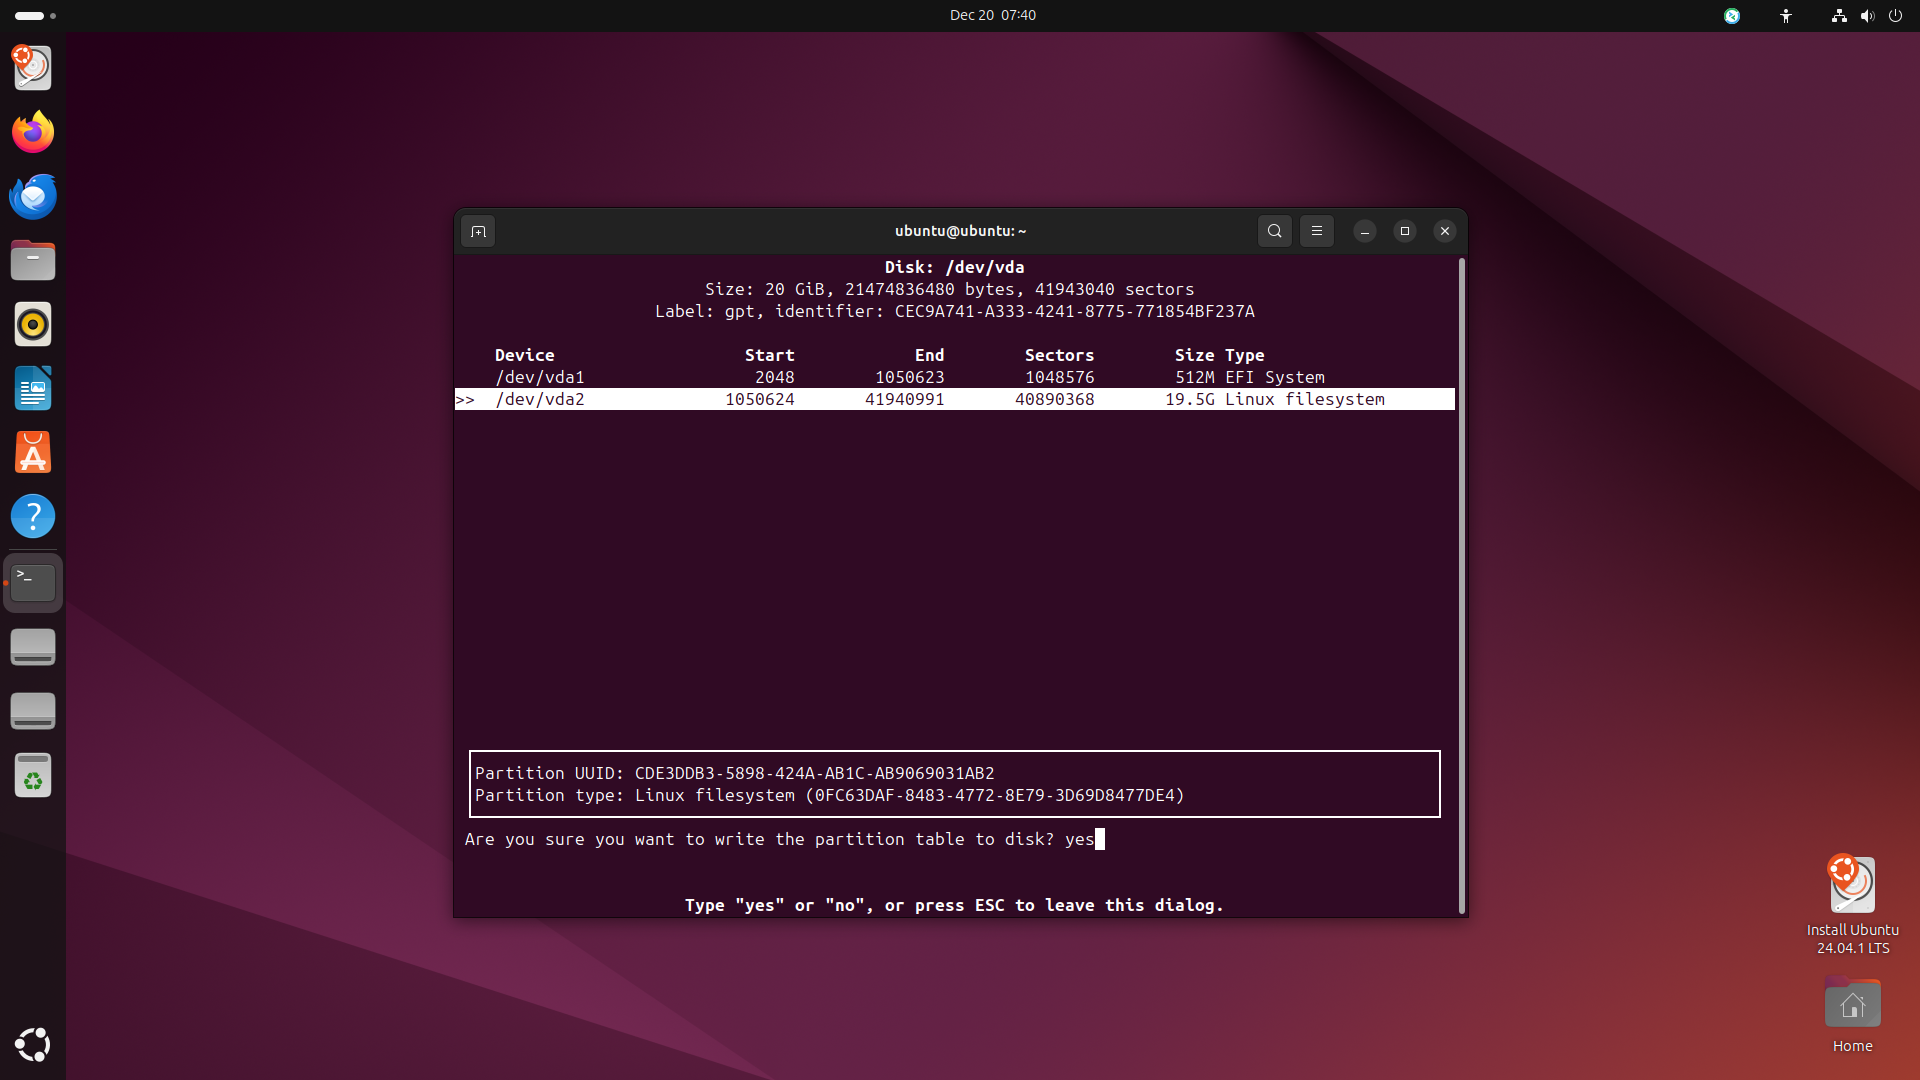 Dec 20 07:40
ubuntu@ubuntu: ~
Disk: /dev/vda
Size: 20 GiB, 21474836480 bytes, 41943040 sectors
Label: gpt, identifier: CEC9A741-A333-4241-8775-771854BF237A
Device Start End Sectors Size Type
/dev/vda1 2048 1050623 1048576 512M EFI System
>> /dev/vda2 1050624 41940991 40890368 19.5G Linux filesystem
Partition UUID: CDE3DDB3-5898-424A-AB1C-AB9069031AB2
Partition type: Linux filesystem (0FC63DAF-8483-4772-8E79-3D69D8477DE4)
Are you sure you want to write the partition table to disk? yes
Type "yes" or "no", or press ESC to leave this dialog.
Install Ubuntu
24.04.1 LTS
Home